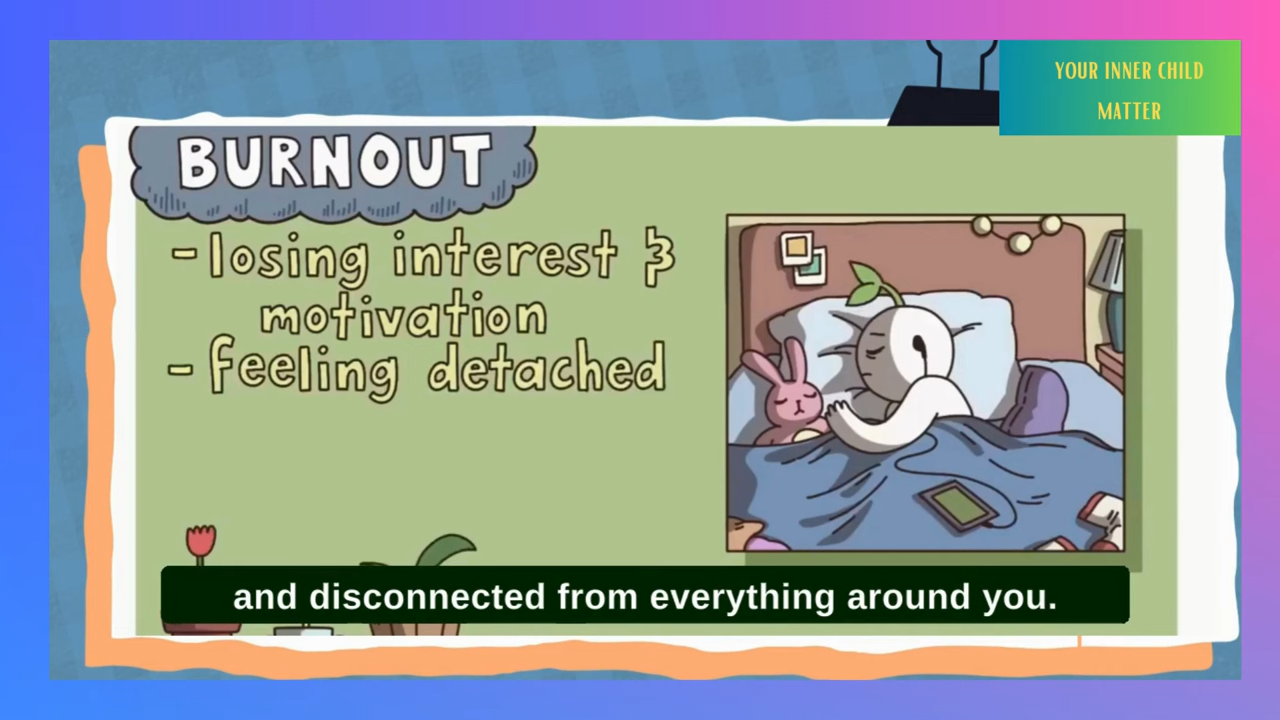 YOUR INNER CHILD
MATTER
BURNOUT
- losing interest &
motivation
- feeling detached
and disconnected from everything around you.